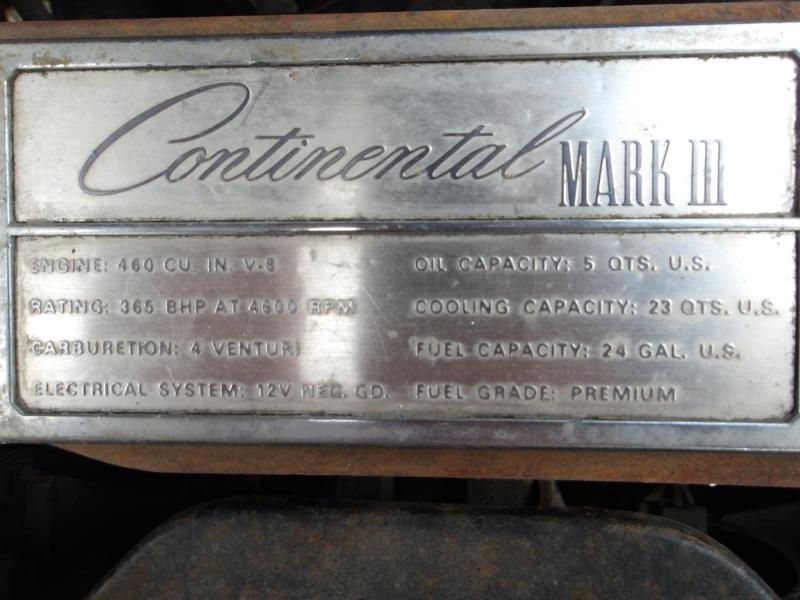 Continental MARK III
ENGINE: 460 CU. IN. V-8
RATING: 365 BHP AT 4600 RPM
CARBURETION: 4 VENTURI
ELECTRICAL SYSTEM: 12V NEG. GD.
OIL CAPACITY: 5 QTS. U.S.
COOLING CAPACITY: 23 QTS. U.S.
FUEL CAPACITY: 24 GAL. U.S.
FUEL GRADE: PREMIUM